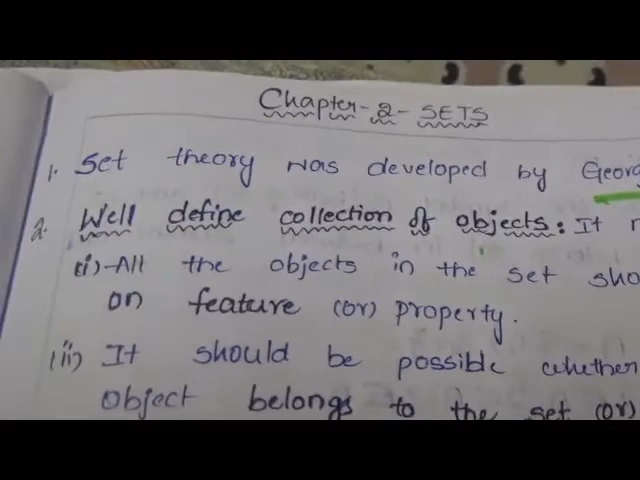 Chapter-2- SETS
1. Set theory was developed by
2. Well define collection of objects: It
(i)-All the objects in the set
on feature (or) property.
(ii) It should be possible whether
object belongs to the set (or)